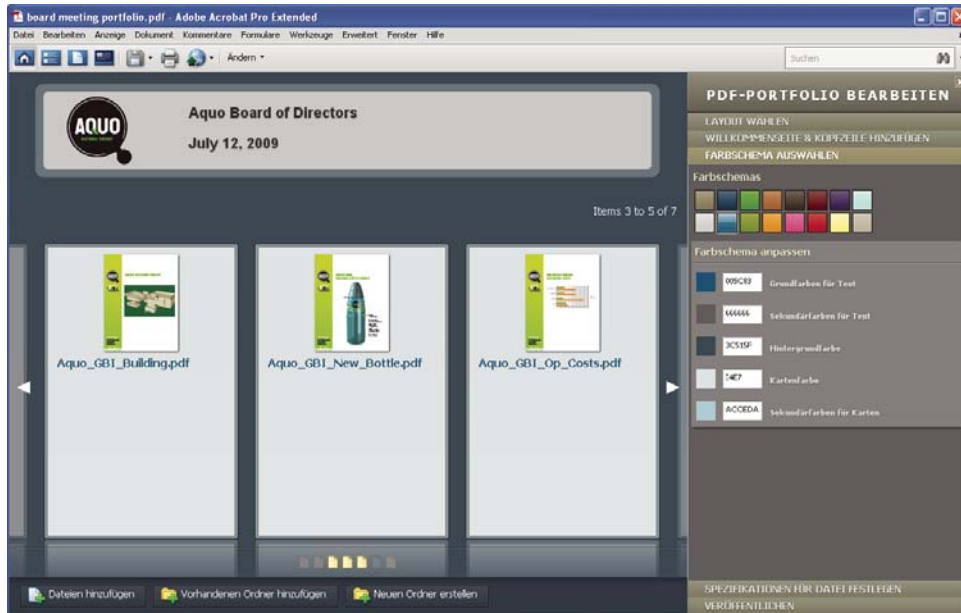 board meeting portfolio.pdf - Adobe Acrobat Pro Extended
Datei Bearbeiten Anzeige Dokument Kommentare Formulare Werkzeuge Erweitert Fenster Hilfe
Ändern
Suchen
AQUO
Aquo Board of Directors
July 12, 2009
Items 3 to 5 of 7
Aquo_GBI_Building.pdf
Aquo_GBI_New_Bottle.pdf
Aquo_GBI_Op_Costs.pdf
Dateien hinzufügen
Vorhandenen Ordner hinzufügen
Neuen Ordner erstellen
PDF-PORTFOLIO BEARBEITEN
LAYOUT WÄHLEN
WILLKOMMENSEITE & KOPFZEILE HINZUFÜGEN
FARBSCHEMA AUSWÄHLEN
Farbschemas
Farbschema anpassen
Grundfarben für Text
666666 Sekundärfarben für Text
3C515F Hintergrundfarbe
Kartenfarbe
ACCEDA Sekundärfarben für Karten
SPEZIFIKATIONEN FÜR DATEI FESTLEGEN
VERÖFFENTLICHEN